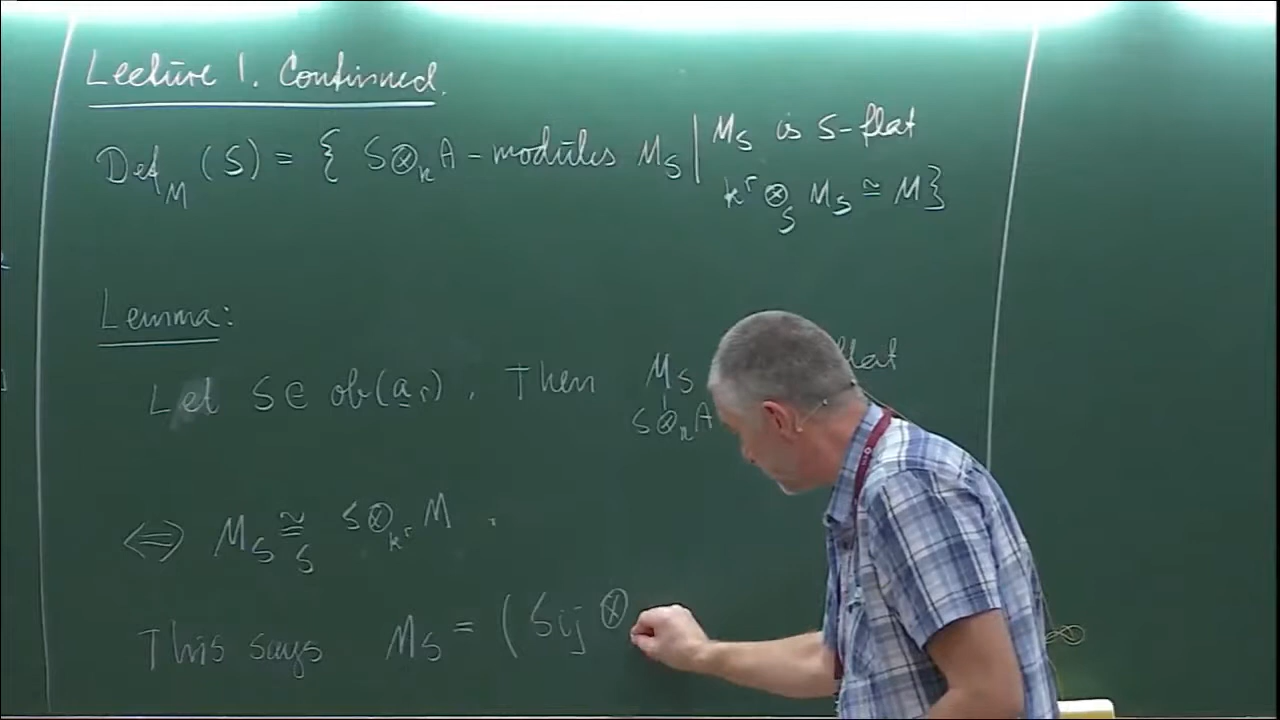 Lecture 1. Continued.
Def_M (S) = { S⊗_k A - modules M_S | M_S is S-flat
k^r ⊗_S M_S ≅ M }
Lemma:
Let S ∈ ob(a_r). Then M_S flat
S⊗_k A
⟺ M_S ≅_S S⊗_{k^r} M .
This says M_S = ( S_ij ⊗